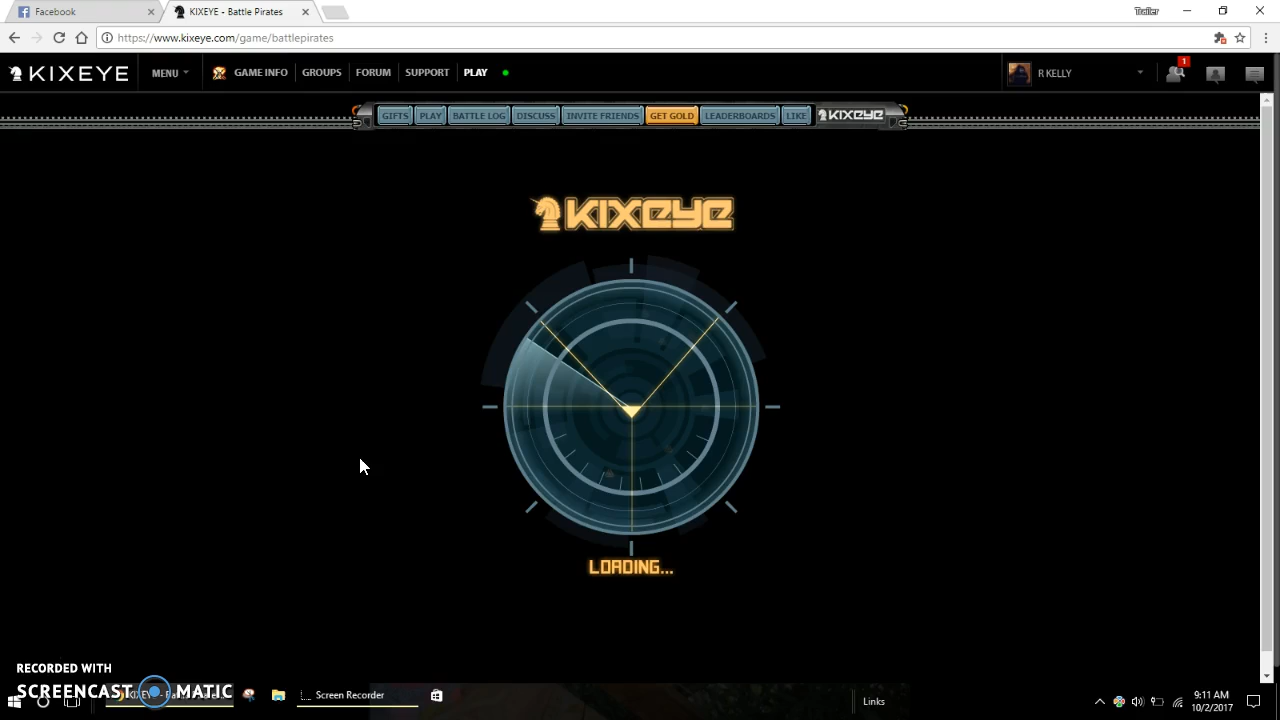 Facebook
KIXEYE - Battle Pirates
Trailer
https://www.kixeye.com/game/battlepirates
KIXEYE
MENU
GAME INFO
GROUPS
FORUM
SUPPORT
PLAY
R KELLY
1
GIFTS
PLAY
BATTLE LOG
DISCUSS
INVITE FRIENDS
GET GOLD
LEADERBOARDS
LIKE
KIXEYE
KIXEYE
LOADING...
RECORDED WITH
SCREENCAST MATIC
Screen Recorder
Links
9:11 AM
10/2/2017